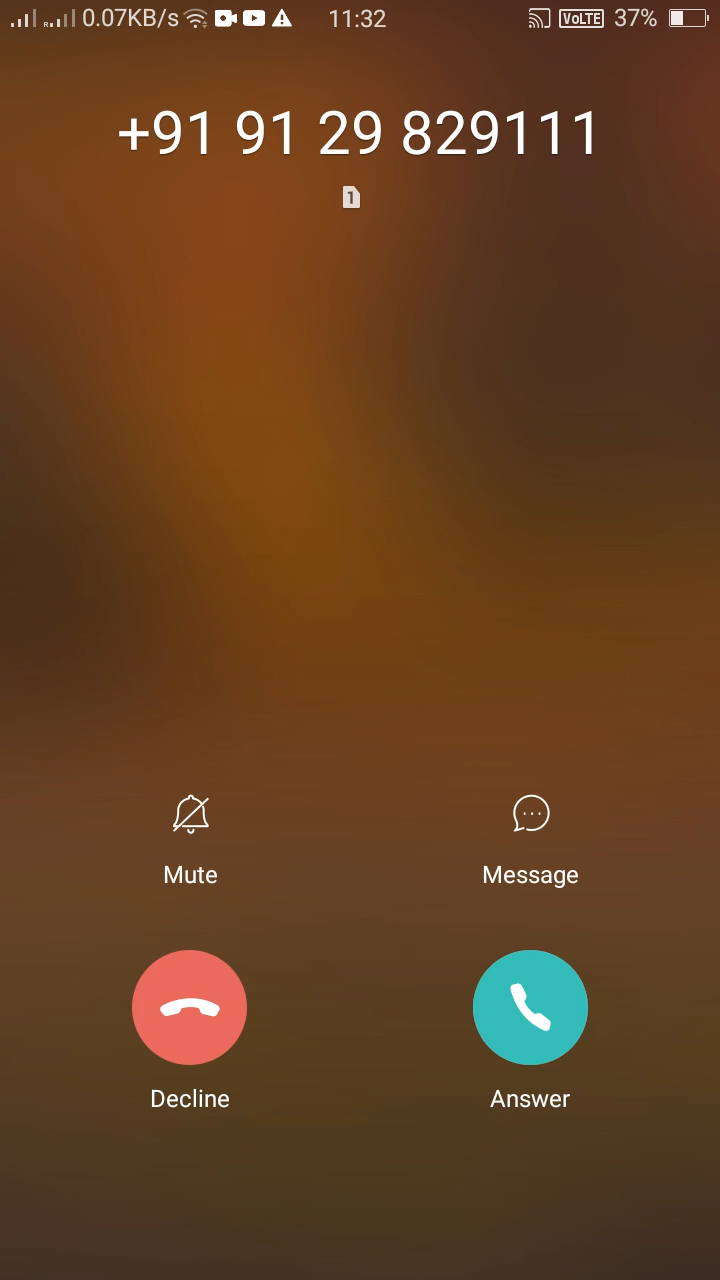 0.07KB/s 11:32 VoLTE 37%
+91 91 29 829111
1
Mute Message
Decline Answer